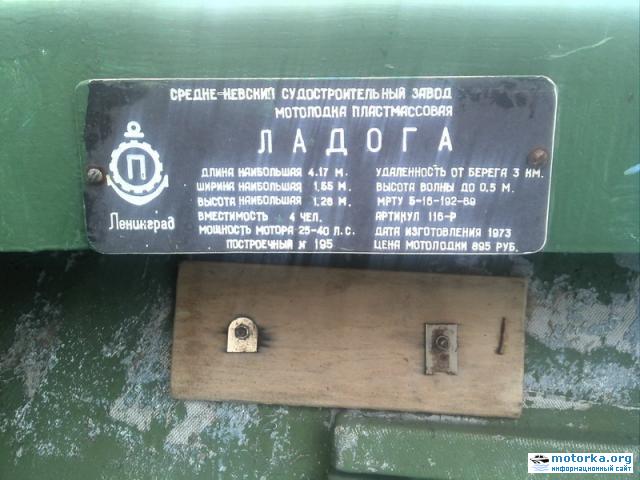 СРЕДНЕ-НЕВСКИЙ СУДОСТРОИТЕЛЬНЫЙ ЗАВОД
МОТОЛОДКА ПЛАСТМАССОВАЯ
ЛАДОГА
П
Ленинград
ДЛИНА НАИБОЛЬШАЯ 4.17 М.
ШИРИНА НАИБОЛЬШАЯ 1,55 М.
ВЫСОТА НАИБОЛЬШАЯ 1,28 М.
ВМЕСТИМОСТЬ 4 ЧЕЛ.
МОЩНОСТЬ МОТОРА 25-40 Л.С.
ПОСТРОЕЧНЫЙ № 195
УДАЛЕННОСТЬ ОТ БЕРЕГА 3 КМ.
ВЫСОТА ВОЛНЫ ДО 0,5 М.
МРТУ 5-16-192-69
АРТИКУЛ 116-Р
ДАТА ИЗГОТОВЛЕНИЯ 1973
ЦЕНА МОТОЛОДКИ 895 РУБ.
motorka.org
информационный сайт